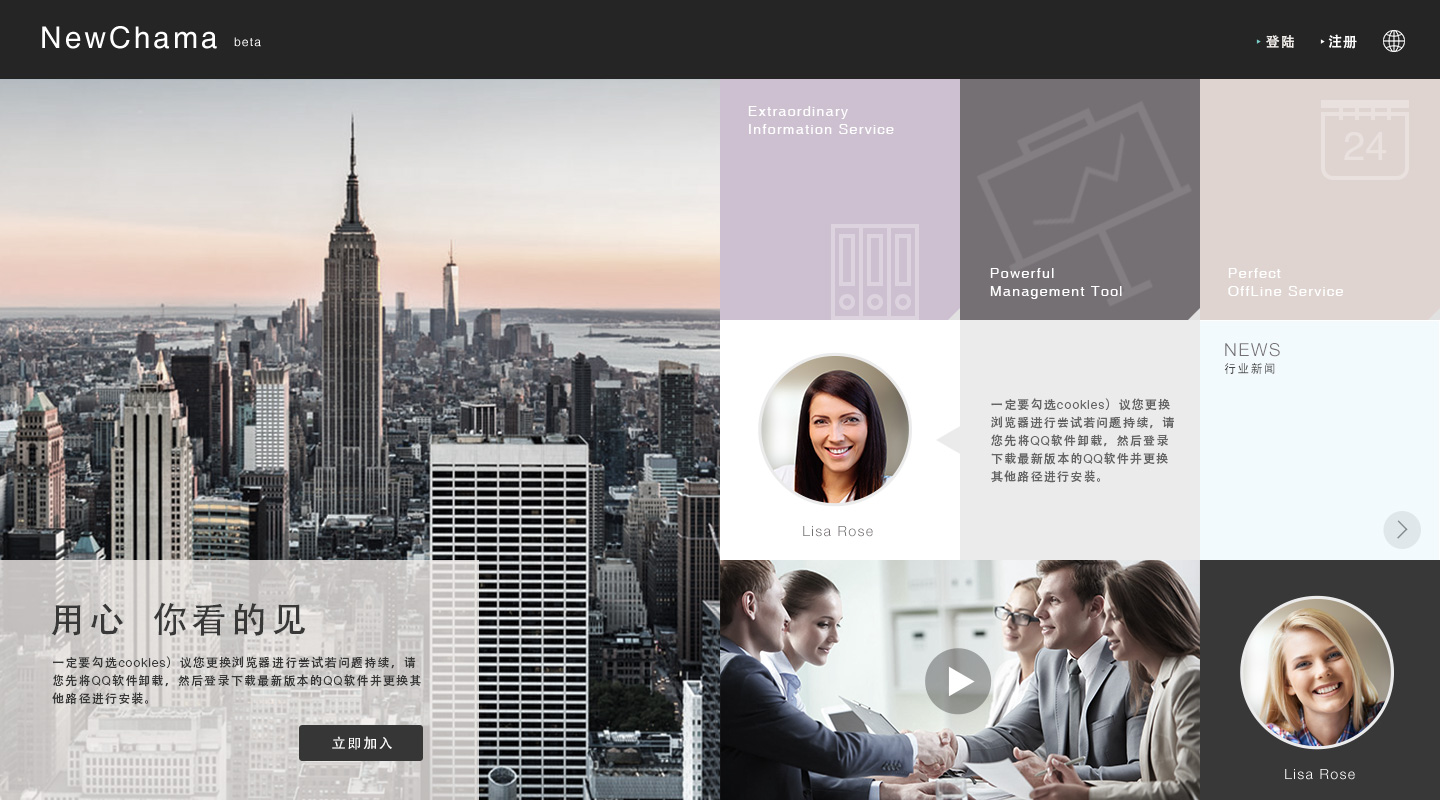 NewChama beta
登陆
注册
Extraordinary
Information Service
Powerful
Management Tool
24
Perfect
OffLine Service
Lisa Rose
一定要勾选cookies）议您更换
浏览器进行尝试若问题持续，请
您先将QQ软件卸载，然后登录
下载最新版本的QQ软件并更换
其他路径进行安装。
NEWS
行业新闻
用心 你看的见
一定要勾选cookies）议您更换浏览器进行尝试若问题持续，请
您先将QQ软件卸载，然后登录下载最新版本的QQ软件并更换其
他路径进行安装。
立即加入
Lisa Rose